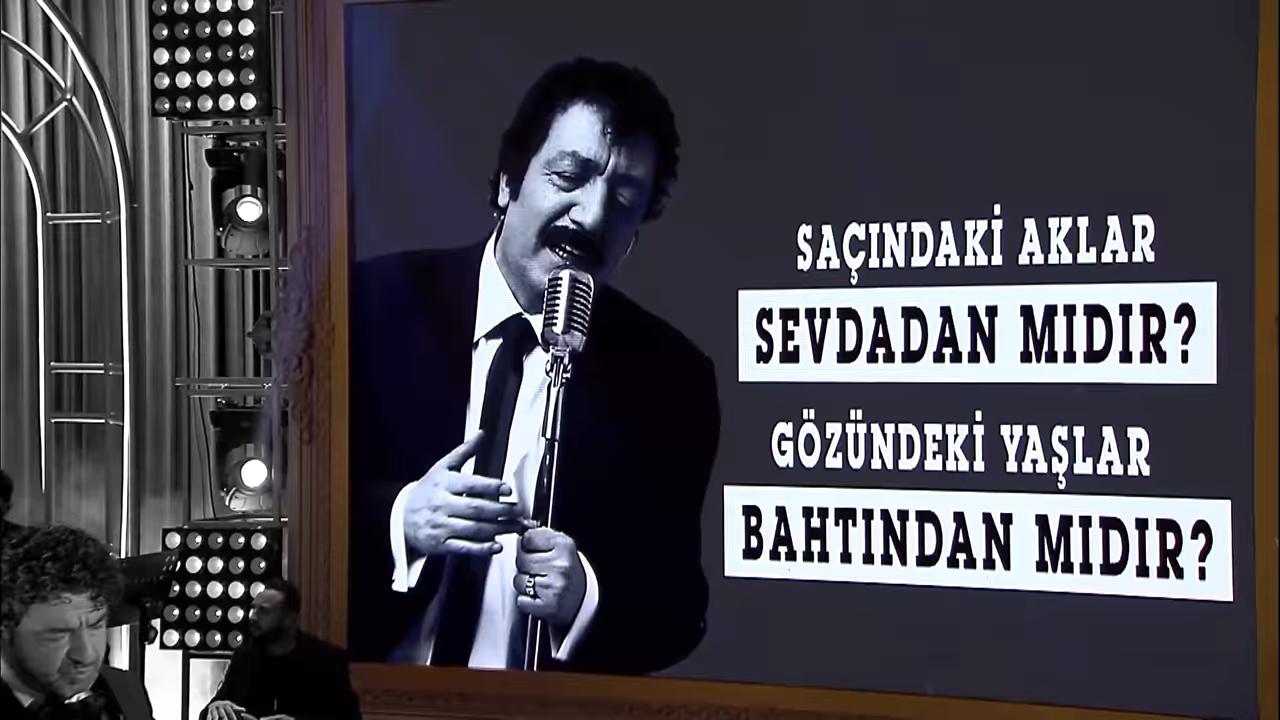 SAÇINDAKİ AKLAR
SEVDADAN MIDIR?
GÖZÜNDEKİ YAŞLAR
BAHTINDAN MIDIR?